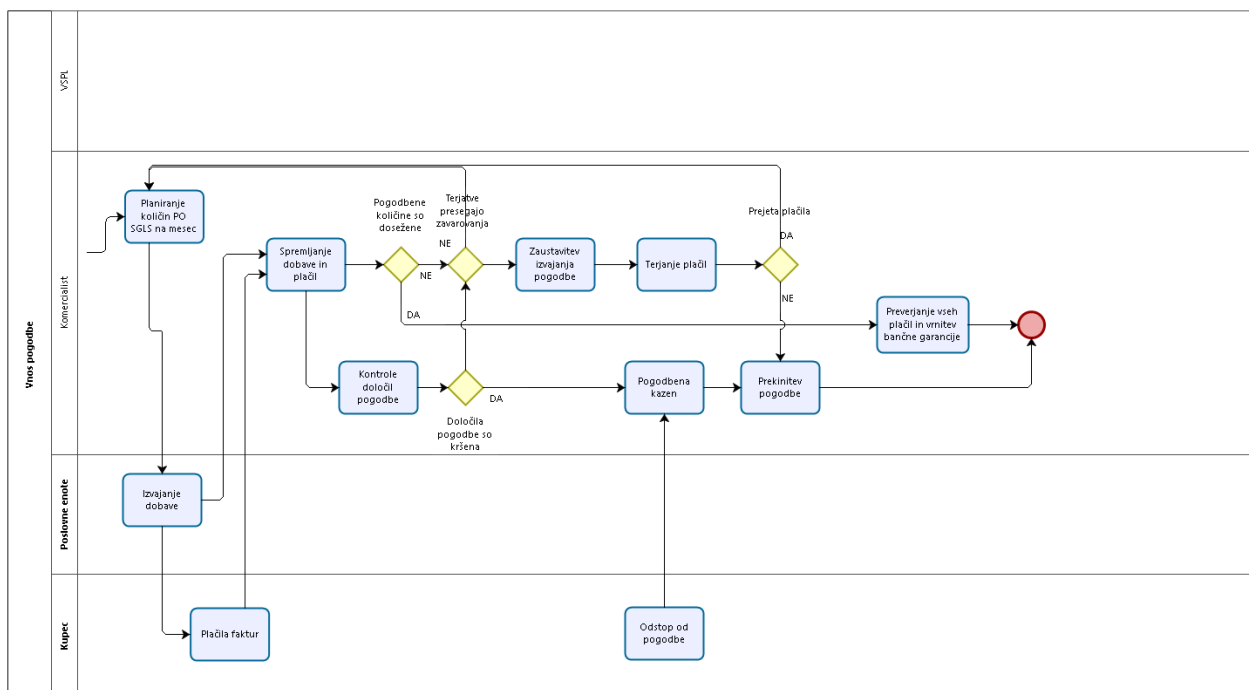 Vnos pogodbe
VSPL
Komercialist
Poslovne enote
Kupec
Planiranje
količin PO
SGLS na mesec
Spremljanje
dobave in
plačil
Pogodbene
količine so
dosežene
NE
DA
Terjatve
presegajo
zavarovanja
NE
Zaustavitev
izvajanja
pogodbe
Terjanje plačil
Prejeta plačila
DA
NE
Preverjanje vseh
plačil in vrnitev
bančne garancije
Kontrole
določil
pogodbe
DA
Določila
pogodbe so
kršena
Pogodbena
kazen
Prekinitev
pogodbe
Izvajanje
dobave
Plačila faktur
Odstop od
pogodbe